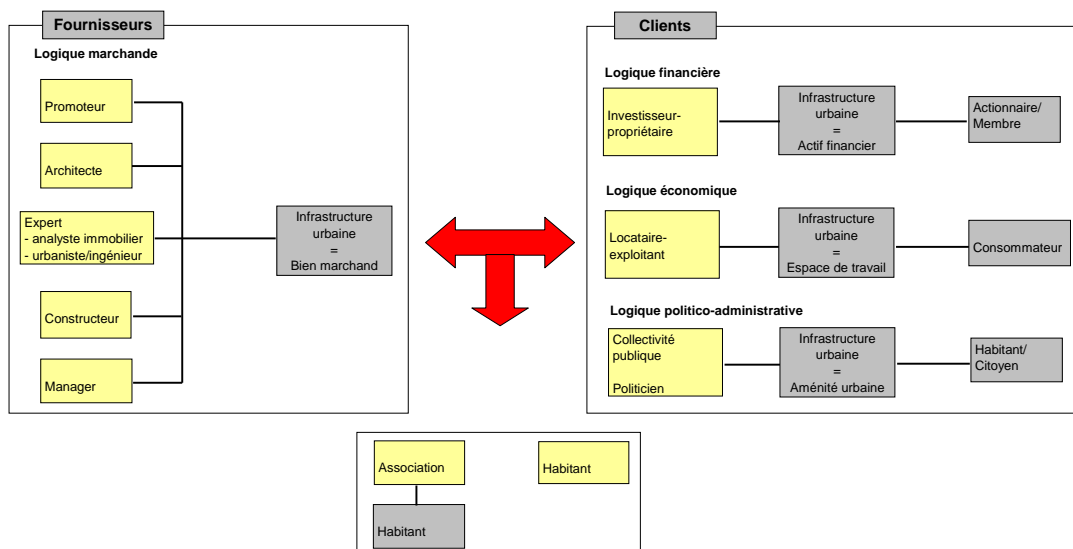 Fournisseurs
Logique marchande
Promoteur
Architecte
Expert
- analyste immobilier
- urbaniste/ingénieur
Constructeur
Manager
Infrastructure
urbaine
=
Bien marchand
Clients
Logique financière
Investisseur-
propriétaire
Infrastructure
urbaine
=
Actif financier
Actionnaire/
Membre
Logique économique
Locataire-
exploitant
Infrastructure
urbaine
=
Espace de travail
Consommateur
Logique politico-administrative
Collectivité
publique
Politicien
Infrastructure
urbaine
=
Aménité urbaine
Habitant/
Citoyen
Association
Habitant
Habitant